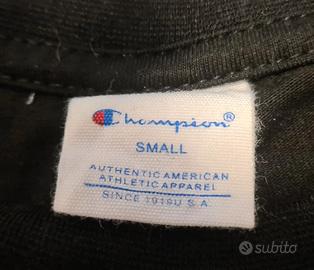 Champion®
SMALL
AUTHENTIC AMERICAN
ATHLETIC APPAREL
SINCE 1919U.S.A.
subito